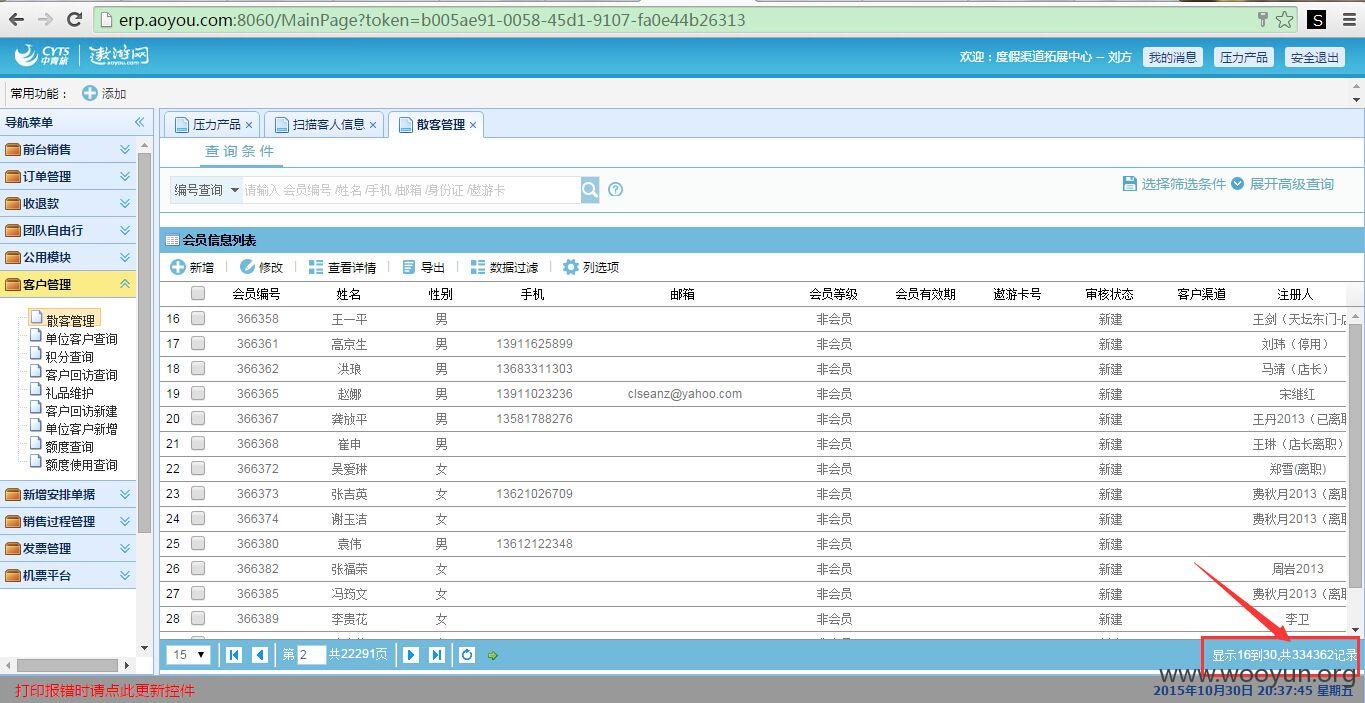 erp.aoyou.com:8060/MainPage?token=b005ae91-0058-45d1-9107-fa0e44b26313
CYTS 中青旅 遨游网 aoyou.com 欢迎：度假渠道拓展中心 – 刘方 我的消息 压力产品 安全退出
常用功能： 添加
导航菜单
前台销售
订单管理
收退款
团队自由行
公用模块
客户管理
散客管理
单位客户查询
积分查询
客户回访查询
礼品维护
客户回访新建
单位客户新增
额度查询
额度使用查询
新增安排单据
销售过程管理
发票管理
机票平台
压力产品 × 扫描客人信息 × 散客管理 ×
查询条件
编号查询 请输入 会员编号 /姓名 /手机 /邮箱 /身份证 /遨游卡
选择筛选条件 展开高级查询
会员信息列表
新增 修改 查看详情 导出 数据过滤 列选项
会员编号 姓名 性别 手机 邮箱 会员等级 会员有效期 遨游卡号 审核状态 客户渠道 注册人
16 366358 王一平 男 非会员 新建 王剑（天坛东门-
17 366361 高京生 男 13911625899 非会员 新建 刘玮（停用）
18 366362 洪琅 男 13683311303 非会员 新建 马靖（店长）
19 366365 赵娜 男 13911023236 clseanz@yahoo.com 非会员 新建 宋继红
20 366367 龚放平 男 13581788276 非会员 新建 王丹2013（已离职
21 366368 崔申 男 非会员 新建 王琳（店长离职）
22 366372 吴爱琳 女 非会员 新建 郑雪(离职)
23 366373 张吉英 女 13621026709 非会员 新建 费秋月2013（离职
24 366374 谢玉洁 女 非会员 新建 费秋月2013（离职
25 366380 袁伟 男 13612122348 非会员 新建
26 366382 张福荣 女 非会员 新建 周岩2013
27 366385 冯筠文 女 非会员 新建 费秋月2013（离职
28 366389 李贵花 女 非会员 新建 李卫
15 第 2 共22291页 显示16到30,共334362记录
www.wooyun.org
打印报错时请点此更新控件 2015年10月30日 20:37:45 星期五